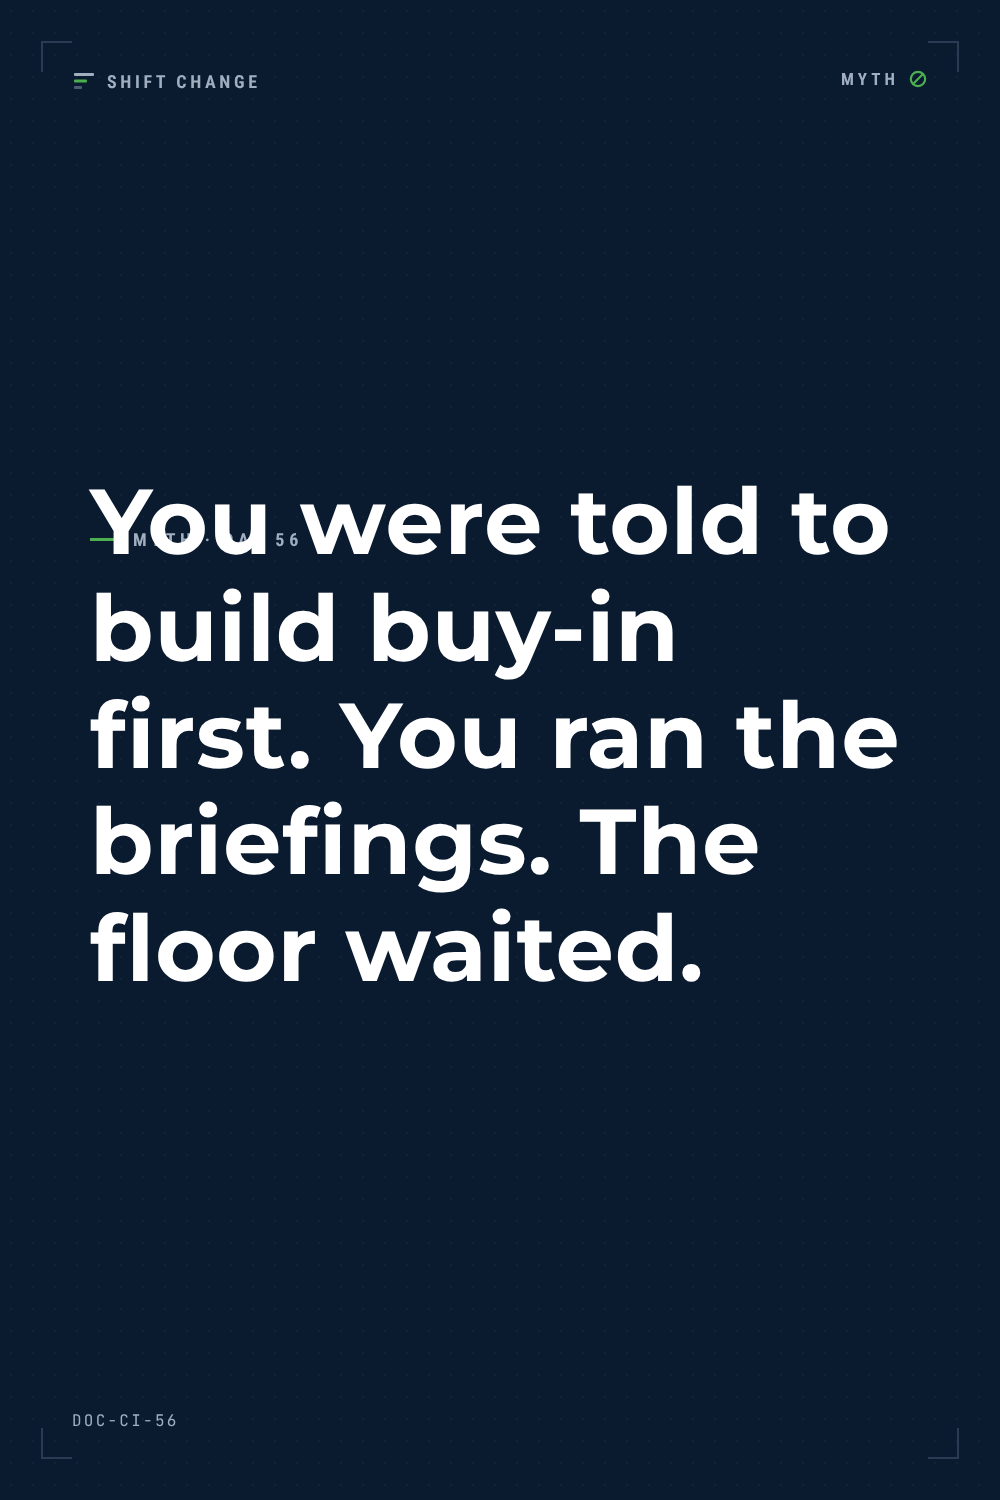 SHIFT CHANGE
MYTH
You were told to
56
build buy-in
first. You ran the
briefings. The
floor waited.
DOC-CI-56